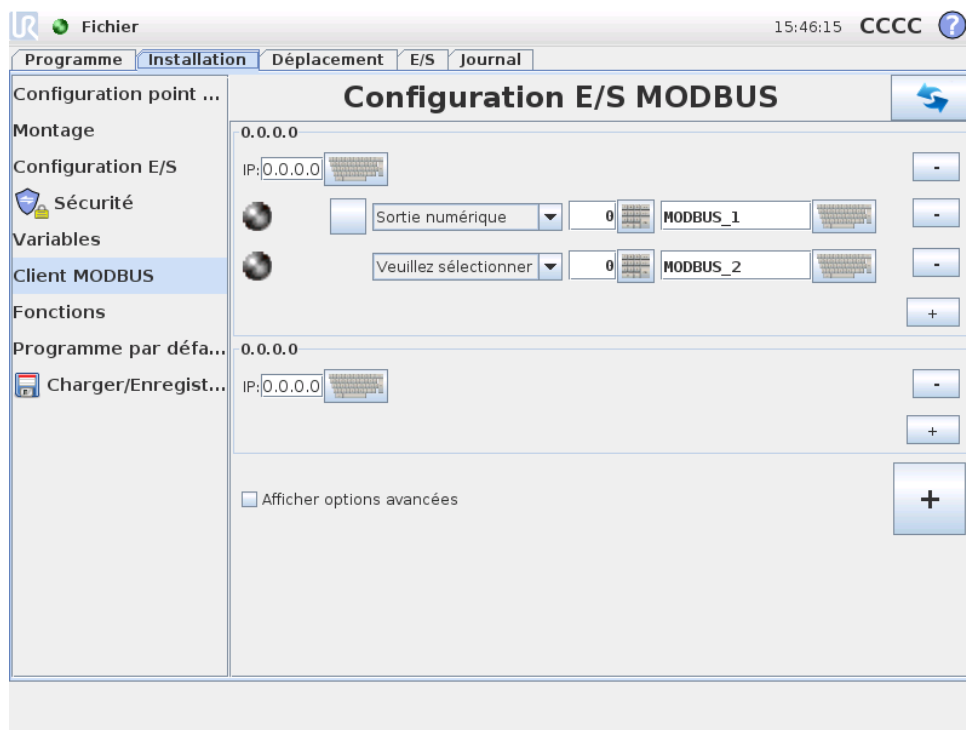 UR Fichier 15:46:15 CCCC ?
Programme Installation Déplacement E/S Journal
Configuration point ...
Montage
Configuration E/S
Sécurité
Variables
Client MODBUS
Fonctions
Programme par défa...
Charger/Enregist...
Configuration E/S MODBUS
0.0.0.0
IP: 0.0.0.0 -
Sortie numérique 0 MODBUS_1 -
Veuillez sélectionner 0 MODBUS_2 -
+
0.0.0.0
IP: 0.0.0.0 -
+
Afficher options avancées +